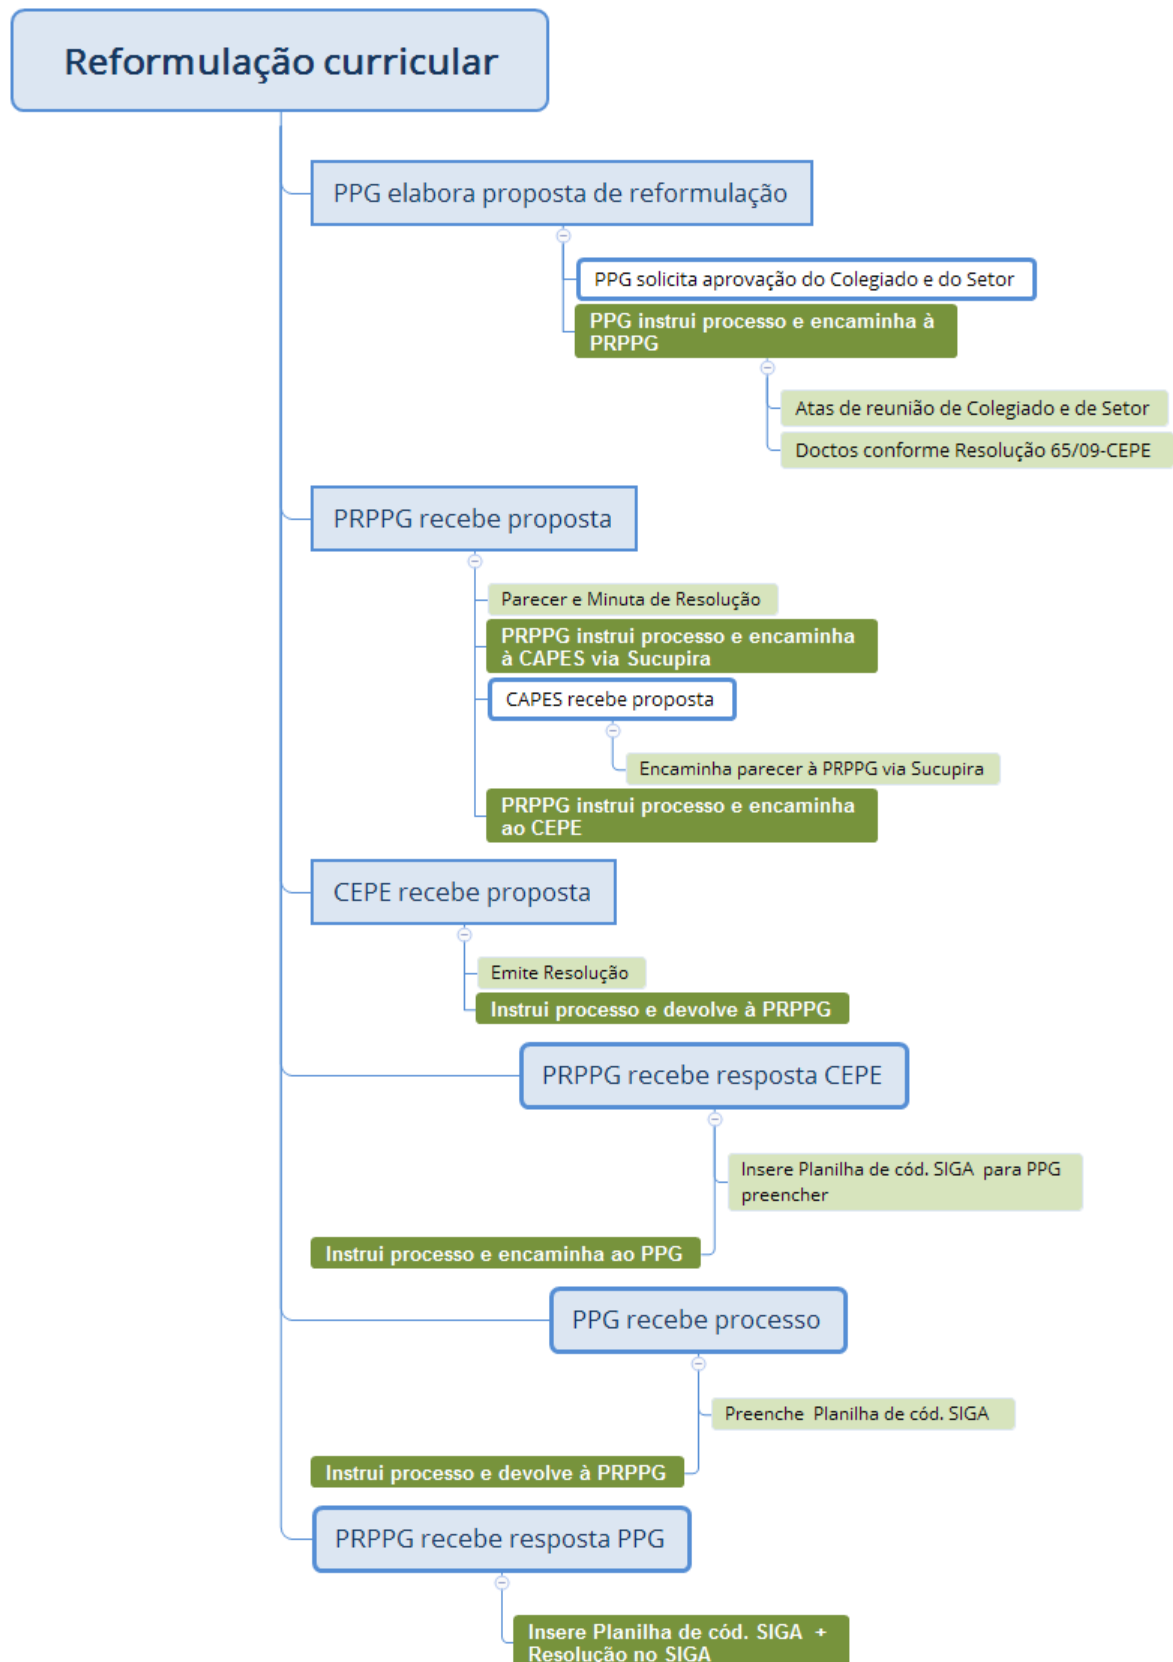 Reformulação curricular
PPG elabora proposta de reformulação
PPG solicita aprovação do Colegiado e do Setor
PPG instrui processo e encaminha à
PRPPG
Atas de reunião de Colegiado e de Setor
Doctos conforme Resolução 65/09-CEPE
PRPPG recebe proposta
Parecer e Minuta de Resolução
PRPPG instrui processo e encaminha
à CAPES via Sucupira
CAPES recebe proposta
Encaminha parecer à PRPPG via Sucupira
PRPPG instrui processo e encaminha
ao CEPE
CEPE recebe proposta
Emite Resolução
Instrui processo e devolve à PRPPG
PRPPG recebe resposta CEPE
Insere Planilha de cód. SIGA para PPG
preencher
Instrui processo e encaminha ao PPG
PPG recebe processo
Preenche Planilha de cód. SIGA
Instrui processo e devolve à PRPPG
PRPPG recebe resposta PPG
Insere Planilha de cód. SIGA +
Resolução no SIGA